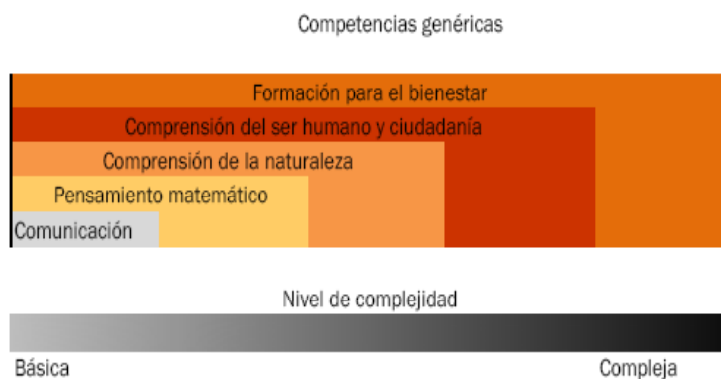 Competencias genéricas
Formación para el bienestar
Comprensión del ser humano y ciudadanía
Comprensión de la naturaleza
Pensamiento matemático
Comunicación
Nivel de complejidad
Básica
Compleja